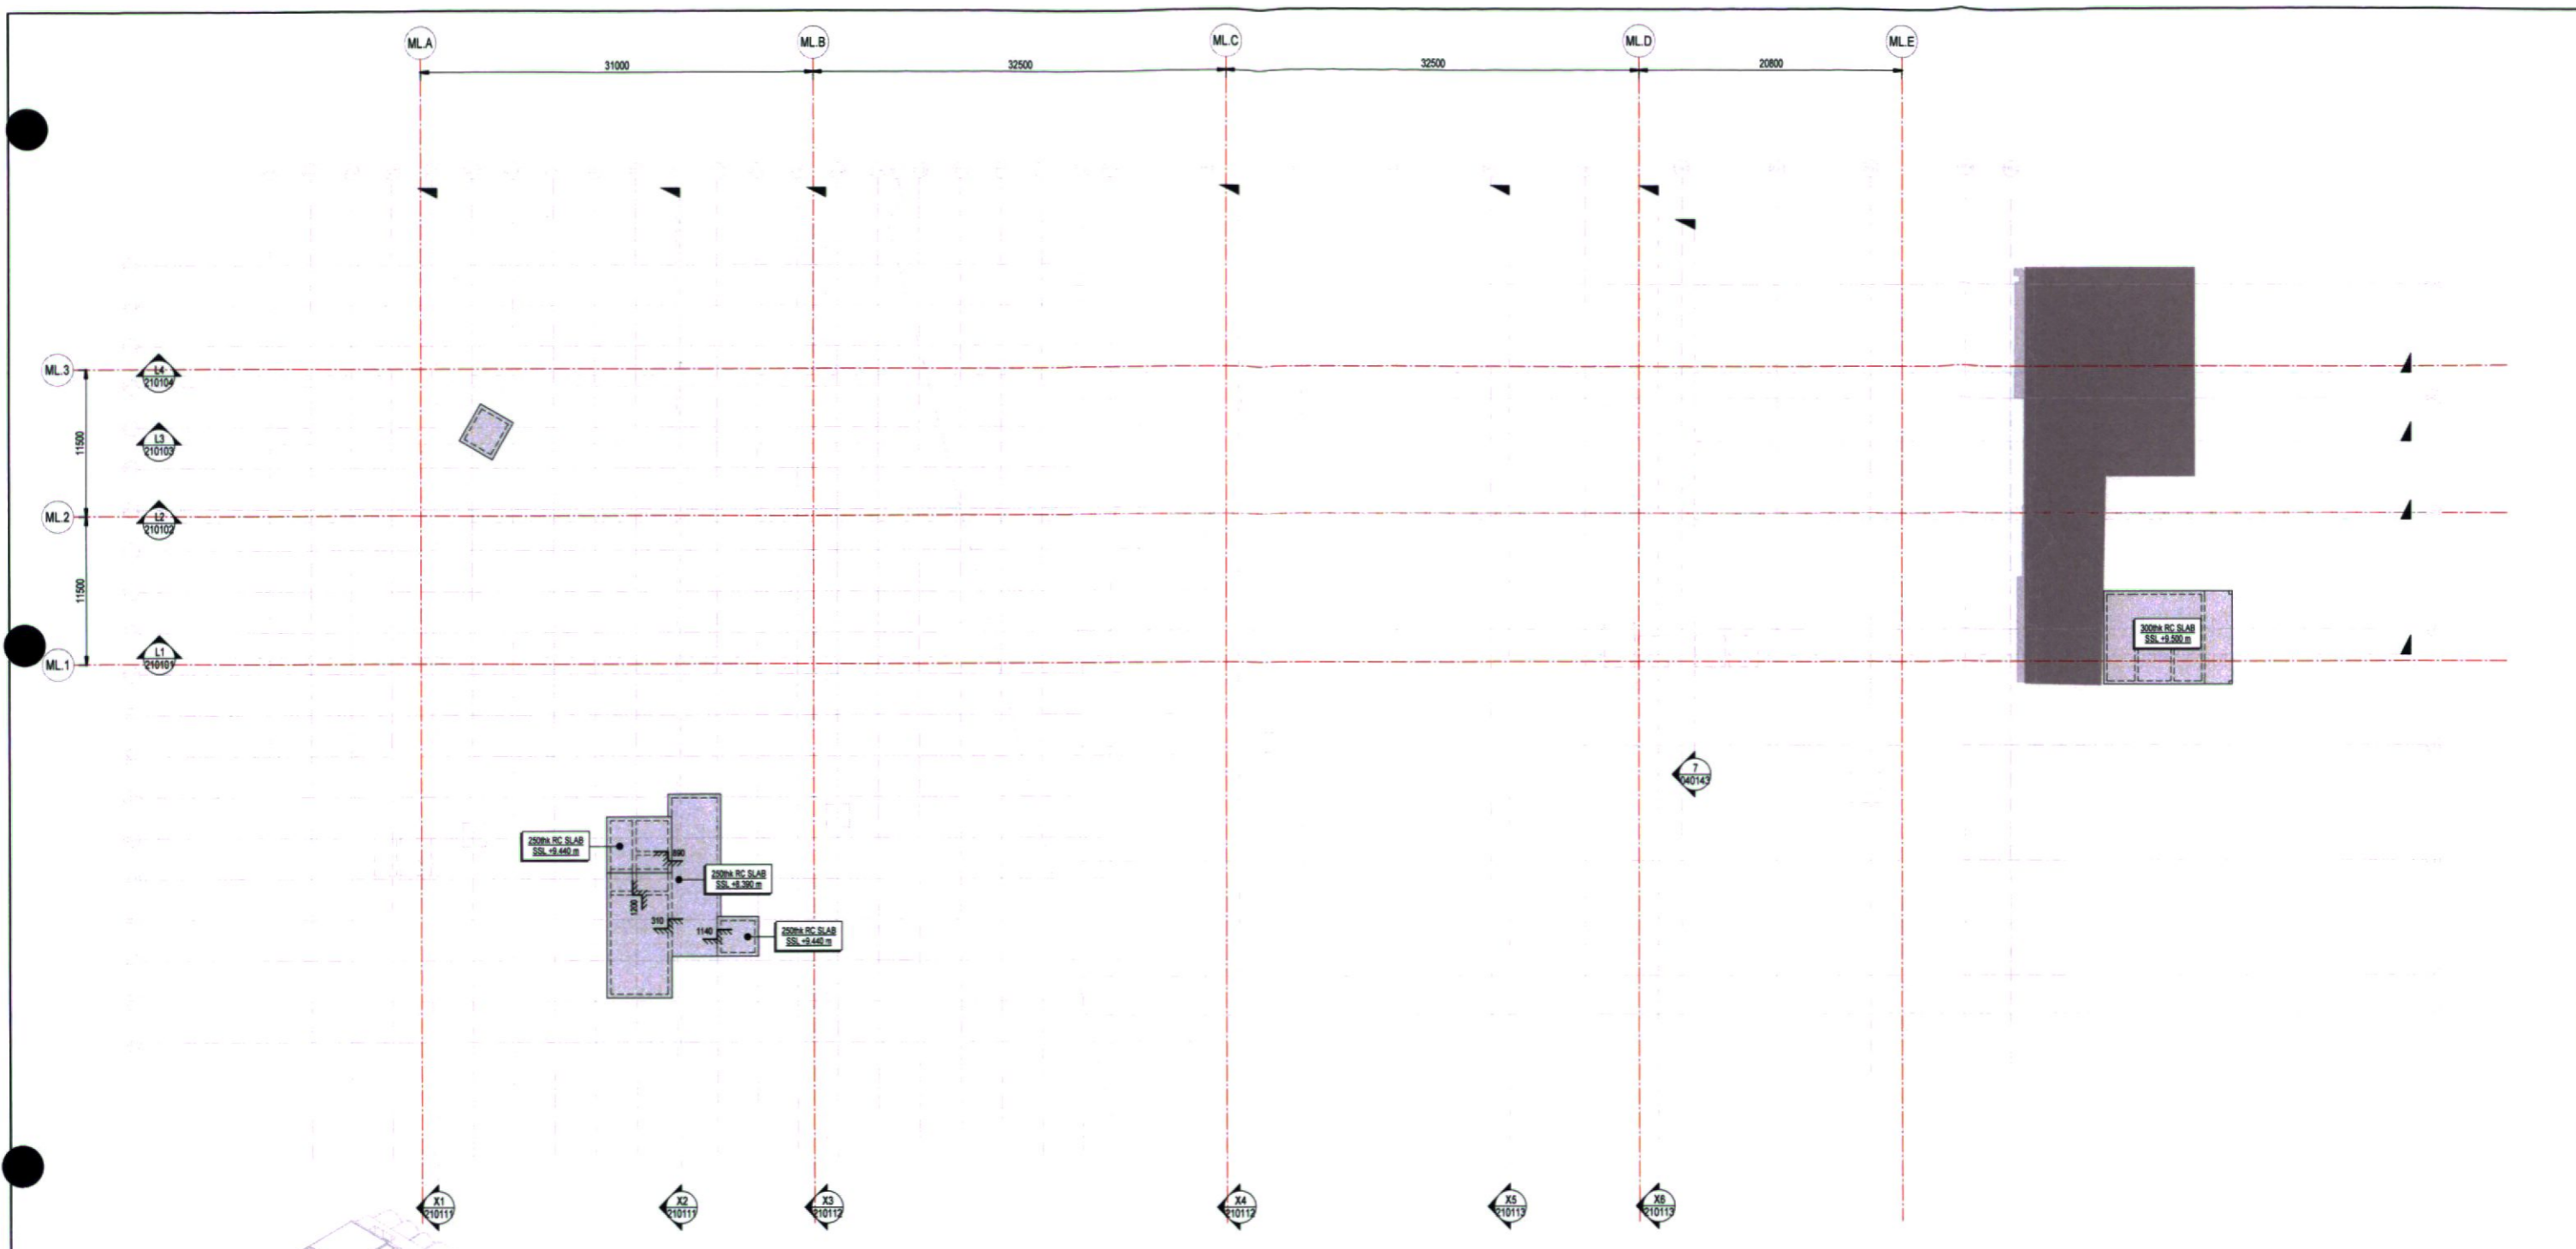 ML.A
ML.B
ML.C
ML.D
ML.E
31000
32500
32500
20800
ML.3
L4
210104
11500
L3
210103
ML.2
L2
210102
11500
L1
210101
ML.1
300thk RC SLAB
SSL +9.500 m
7
040143
250thk RC SLAB
SSL +9.440 m
890
250thk RC SLAB
SSL +8.390 m
1200
310
1140
250thk RC SLAB
SSL +9.440 m
X1
210111
X2
210111
X3
210112
X4
210112
X5
210113
X6
210113